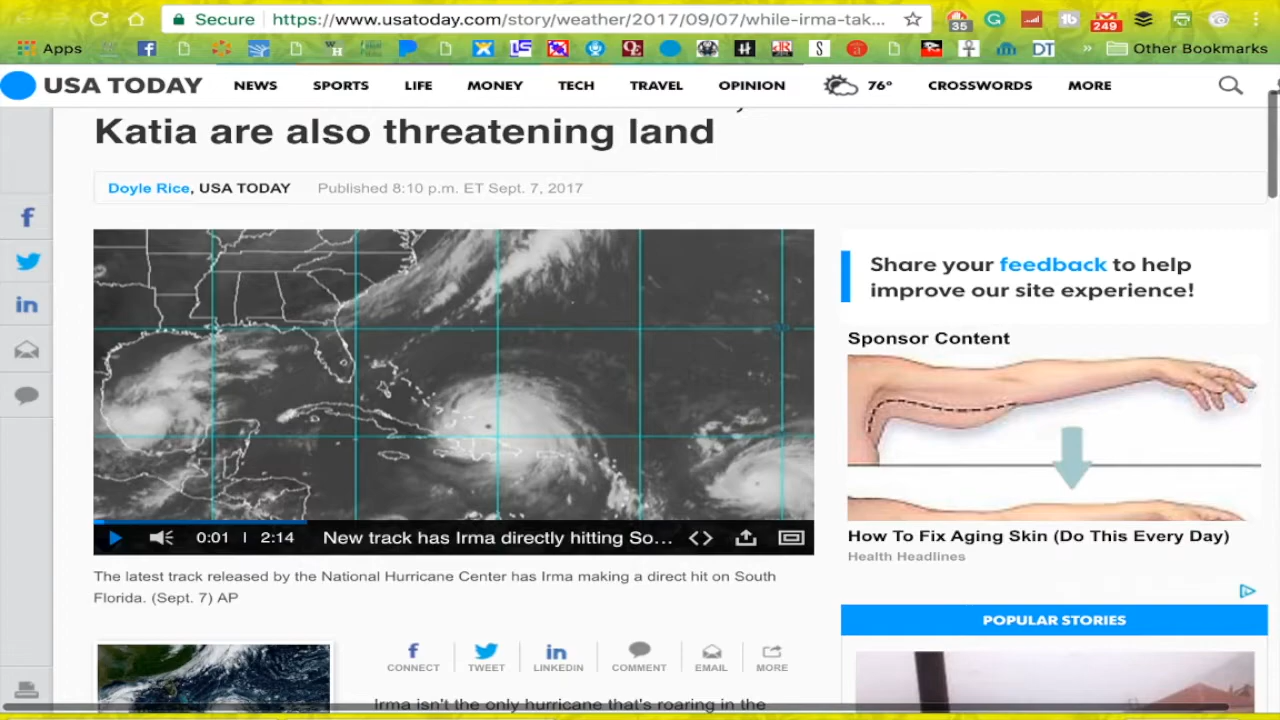 Secure https://www.usatoday.com/story/weather/2017/09/07/while-irma-tak...
35
249
Apps
Other Bookmarks
USA TODAY NEWS SPORTS LIFE MONEY TECH TRAVEL OPINION 76° CROSSWORDS MORE
Katia are also threatening land
Doyle Rice, USA TODAY Published 8:10 p.m. ET Sept. 7, 2017
Share your feedback to help
improve our site experience!
Sponsor Content
0:01 | 2:14 New track has Irma directly hitting So...
How To Fix Aging Skin (Do This Every Day)
Health Headlines
The latest track released by the National Hurricane Center has Irma making a direct hit on South
Florida. (Sept. 7) AP
POPULAR STORIES
CONNECT TWEET LINKEDIN COMMENT EMAIL MORE
Irma isn't the only hurricane that's roaring in the